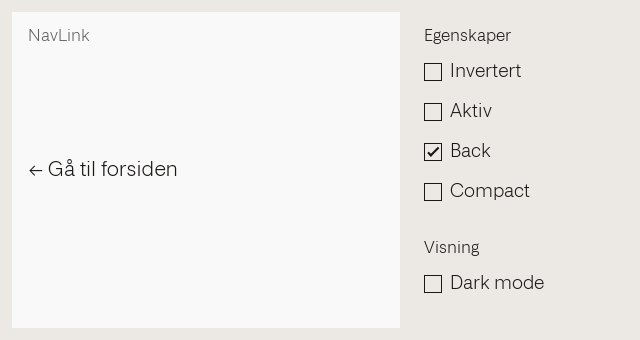 NavLink
← Gå til forsiden
Egenskaper
Invertert
Aktiv
Back
Compact
Visning
Dark mode